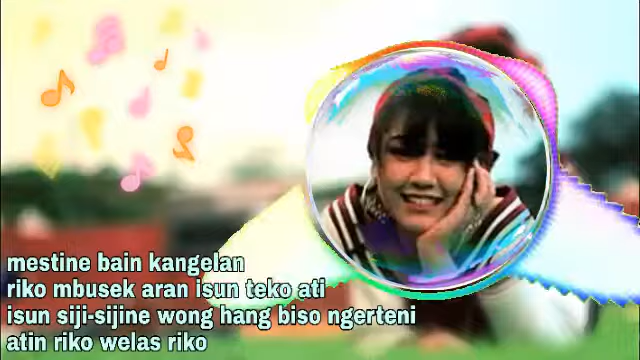 mestine bain kangelan
riko mbusek aran isun teko ati
isun siji-sijine wong hang biso ngerteni
atin riko welas riko